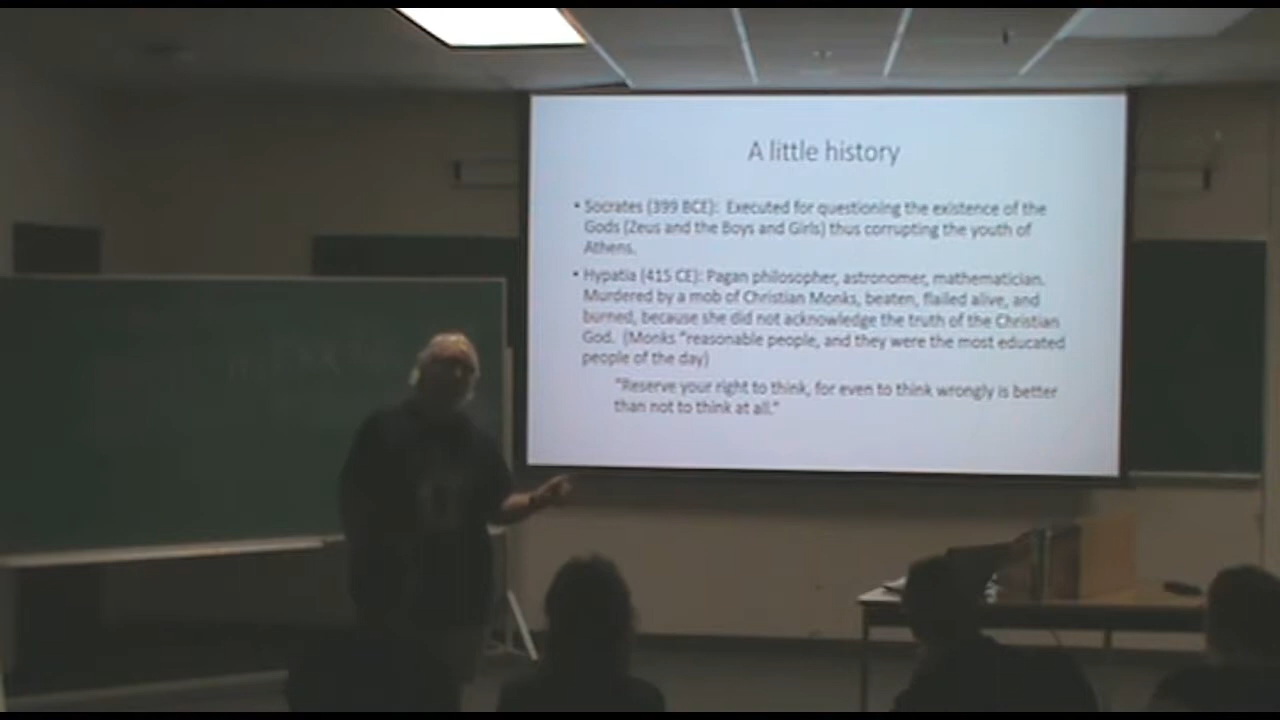 A little history
• Socrates (399 BCE): Executed for questioning the existence of the
Gods (Zeus and the Boys and Girls) thus corrupting the youth of
Athens.
• Hypatia (415 CE): Pagan philosopher, astronomer, mathematician.
Murdered by a mob of Christian Monks, beaten, flailed alive, and
burned, because she did not acknowledge the truth of the Christian
God. (Monks "reasonable people, and they were the most educated
people of the day)
"Reserve your right to think, for even to think wrongly is better
than not to think at all."